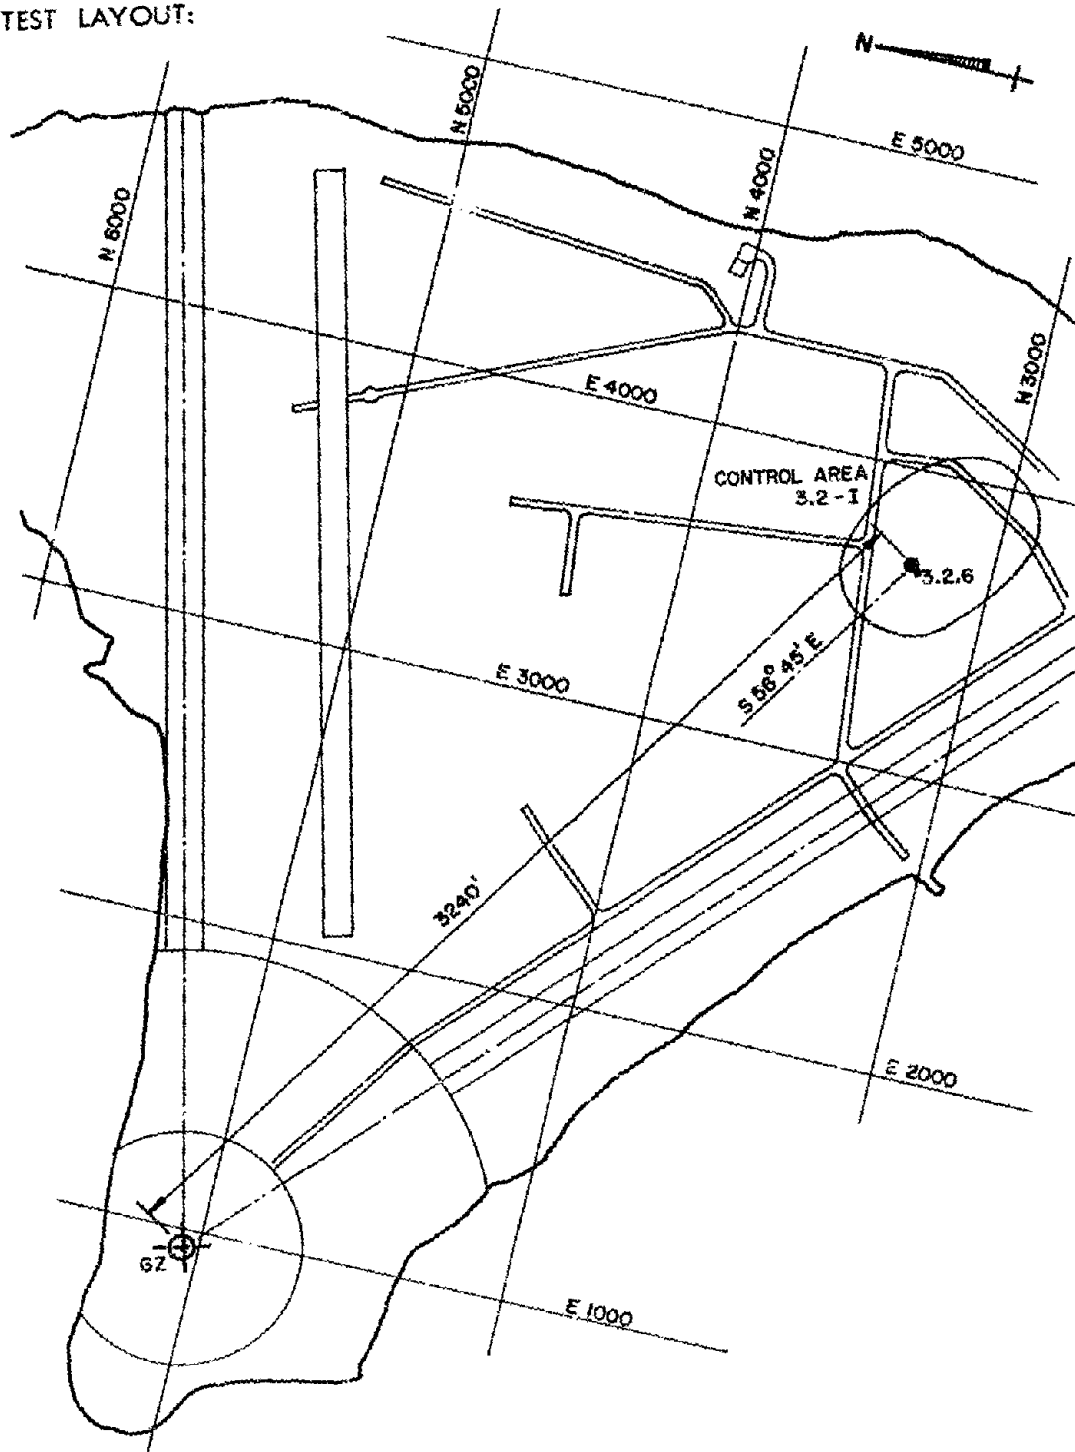 TEST LAYOUT:
N
N 5000
E 5000
N 4000
N 6000
N 3000
E 4000
CONTROL AREA
3.2-I
3.2.6
S 56° 45' E
E 3000
3240'
E 2000
GZ
E 1000